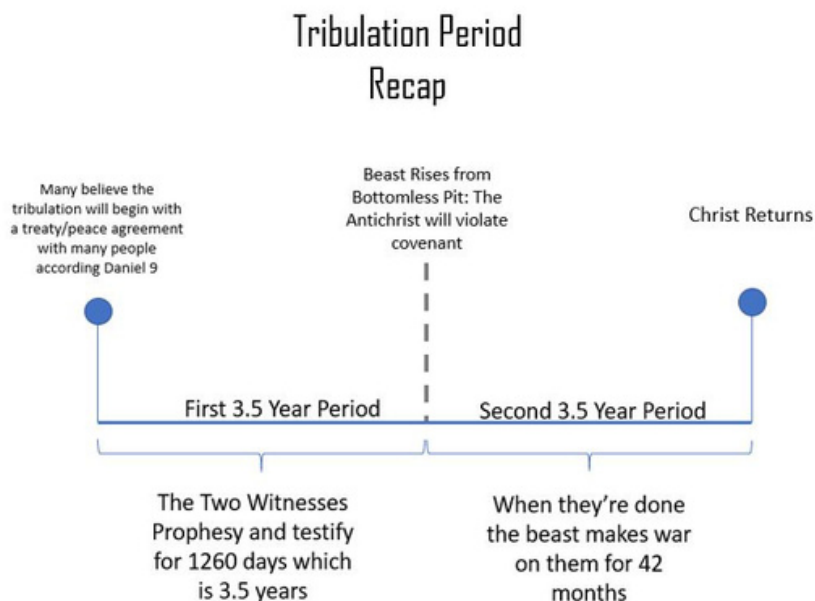 Tribulation Period
Recap
Many believe the
tribulation will begin with
a treaty/peace agreement
with many people
according Daniel 9
Beast Rises from
Bottomless Pit: The
Antichrist will violate
covenant
Christ Returns
First 3.5 Year Period
Second 3.5 Year Period
The Two Witnesses
Prophesy and testify
for 1260 days which
is 3.5 years
When they’re done
the beast makes war
on them for 42
months